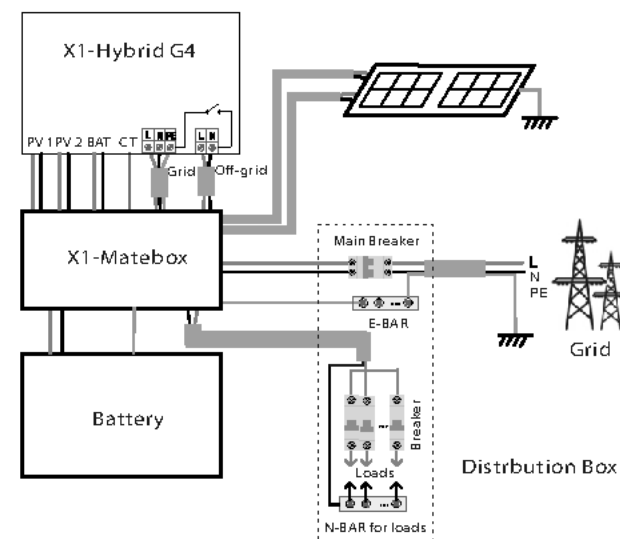 X1-Hybrid G4
PV 1 PV 2 BAT CT L N PE L N
Grid Off-grid
X1-Matebox
Main Breaker
L
N
PE
E-BAR
Grid
Battery
Breaker
Loads
N-BAR for loads
Distrbution Box